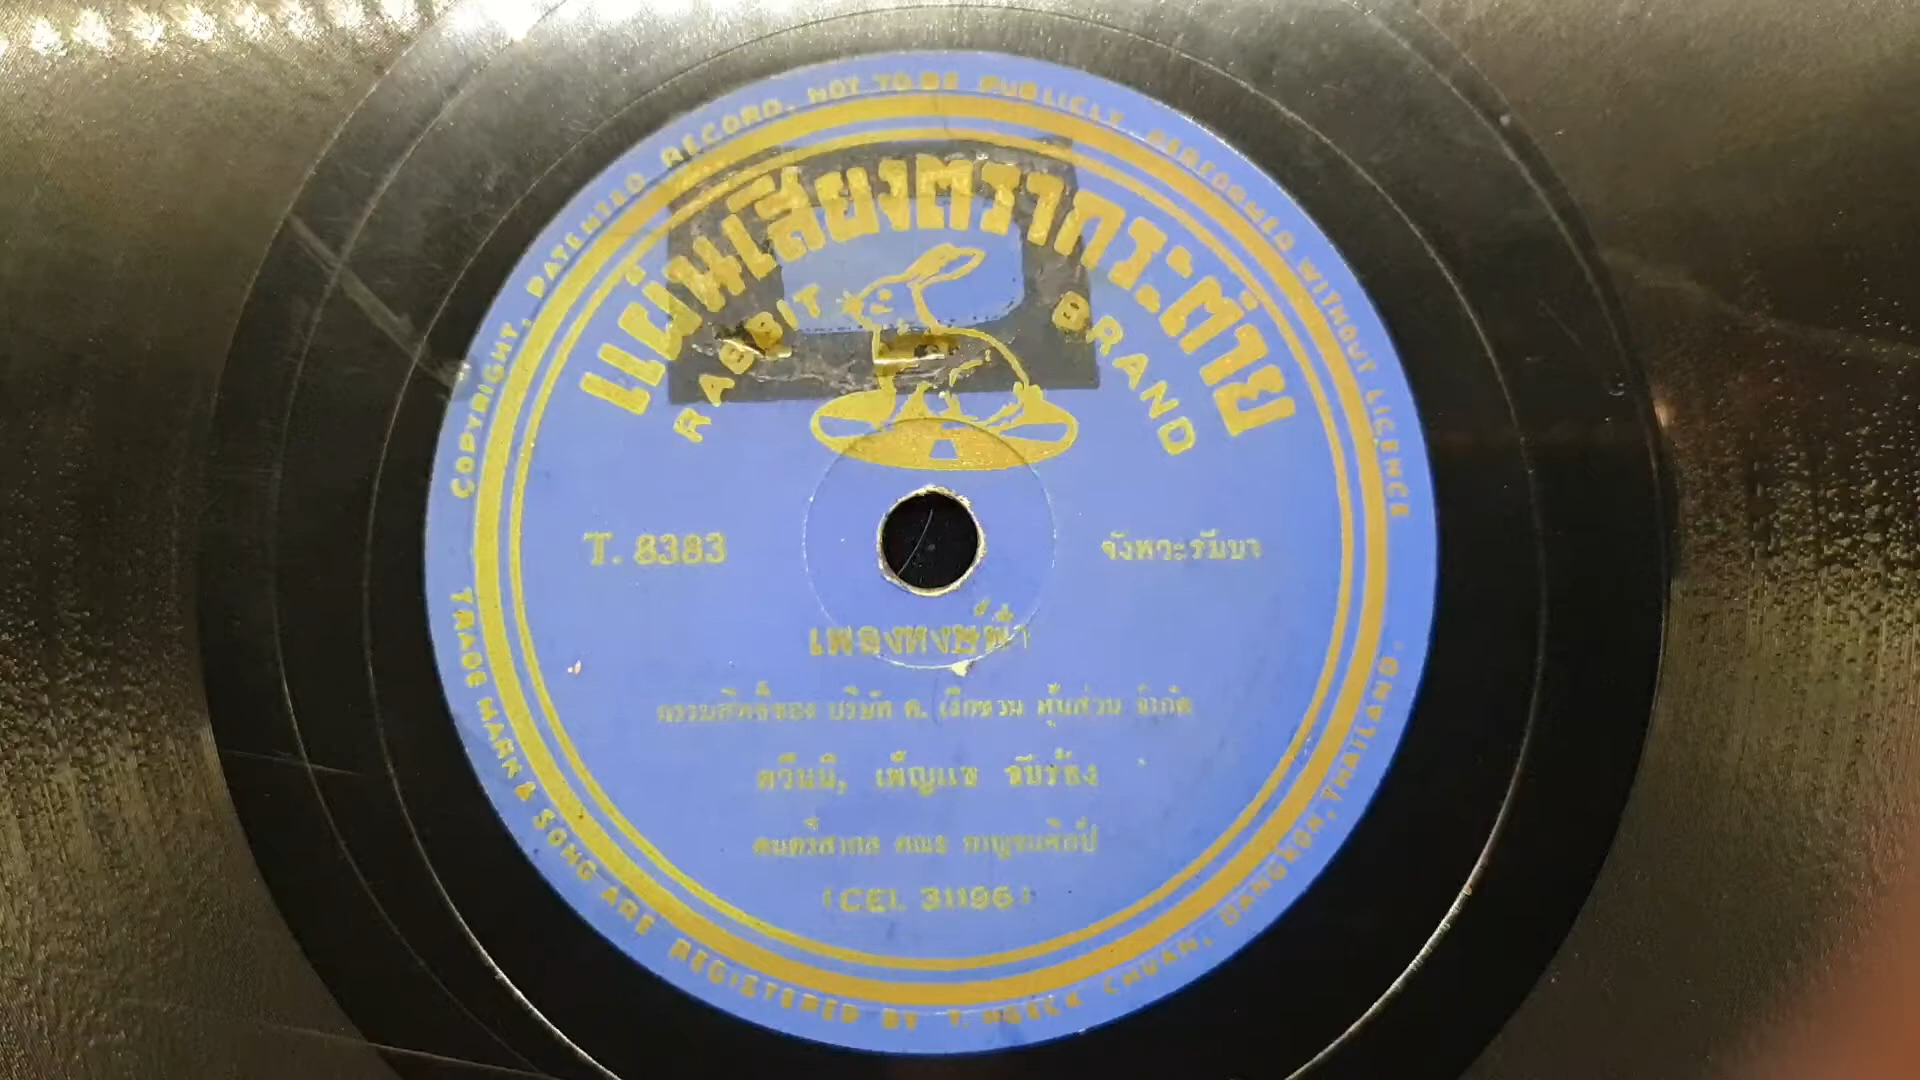 COPYRIGHT, PATENTED RECORD, NOT TO BE PUBLICLY PERFORMED WITHOUT LICENCE
แผ่นเสียงตรากระต่าย
RABBIT BRAND
T. 8383
จังหวะรัมบา
เพลงหงษ์ฟ้า
กรรมสิทธิ์ของ บริษัท ต. เง็กชวน หุ้นส่วน จำกัด
ทวีนนี, เพ็ญแข ขับร้อง
ดนตรีสากล คณะ กาญจนศิลป์
(CEI. 31196)
TRADE MARK & SONG ARE REGISTERED BY T. NGECK CHUAN, BANGKOK, THAILAND.